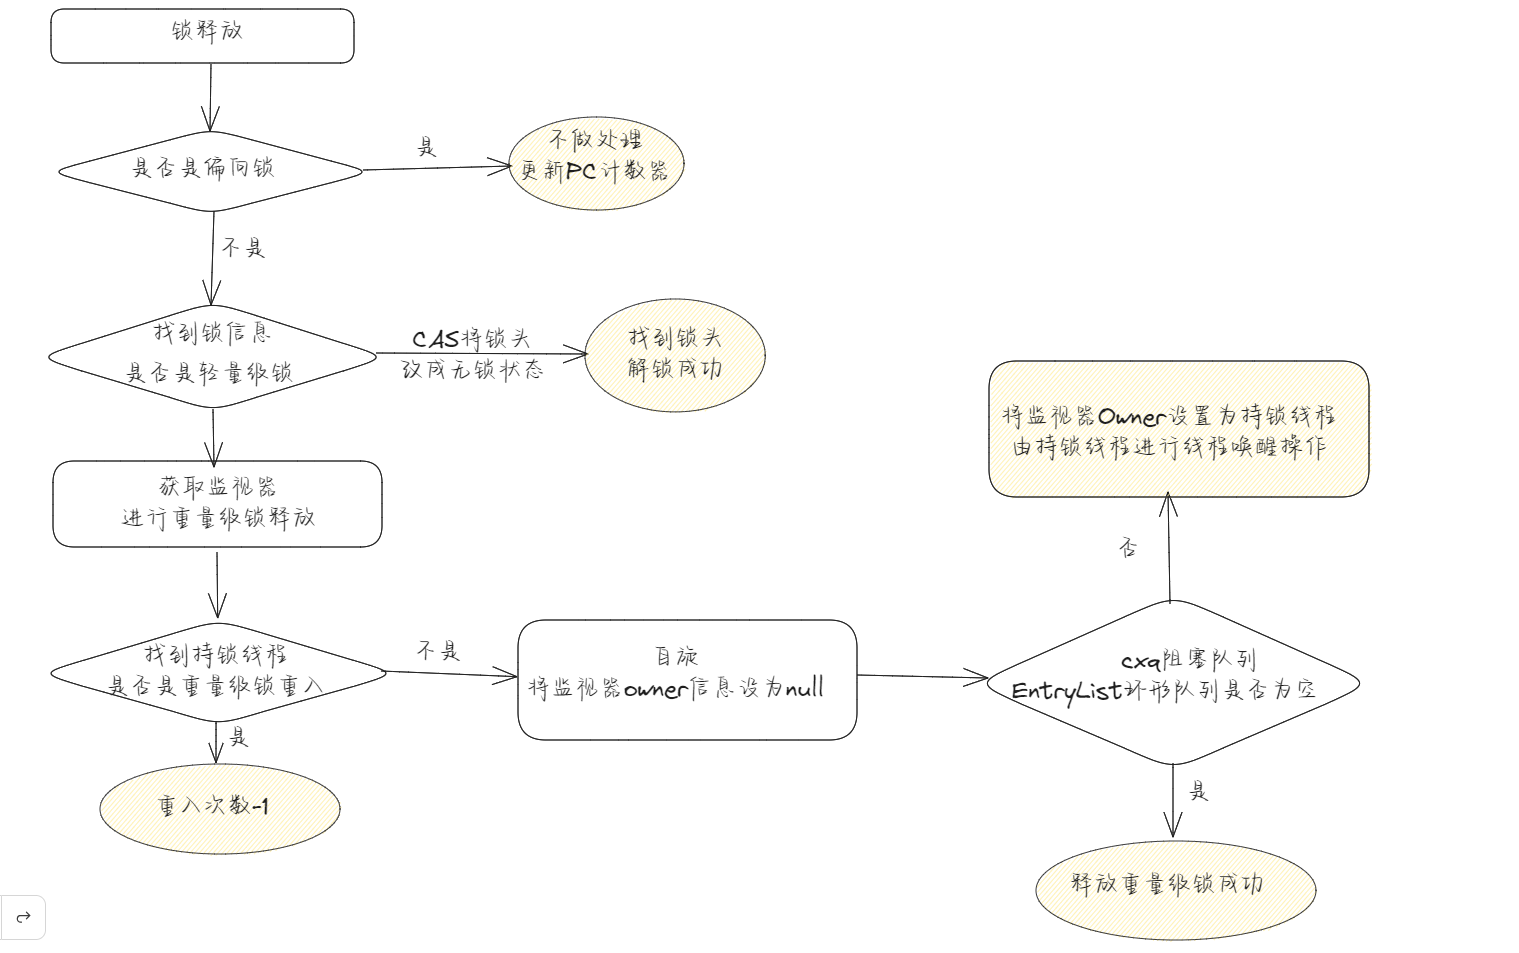 锁释放
是否是偏向锁
是
不做处理
更新PC计数器
不是
找到锁信息
是否是轻量级锁
CAS将锁头
改成无锁状态
找到锁头
解锁成功
获取监视器
进行重量级锁释放
找到持锁线程
是否是重量级锁重入
不是
是
重入次数-1
自旋
将监视器owner信息设为null
cxq阻塞队列
EntryList环形队列是否为空
否
将监视器Owner设置为持锁线程
由持锁线程进行线程唤醒操作
是
释放重量级锁成功